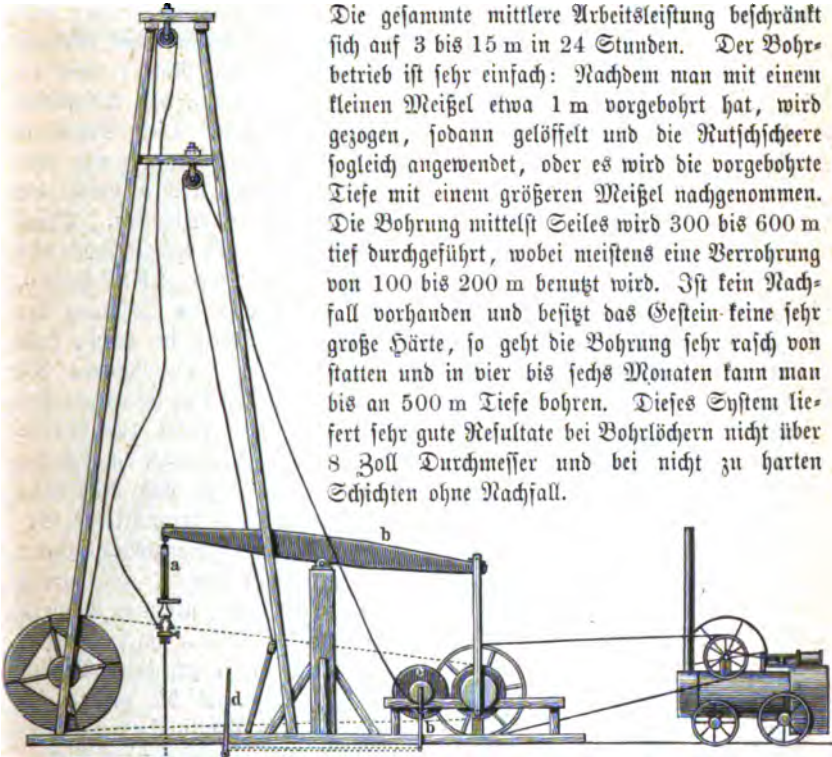 Die gesammte mittlere Arbeitsleistung beschränkt
sich auf 3 bis 15 m in 24 Stunden. Der Bohr-
betrieb ist sehr einfach: Nachdem man mit einem
kleinen Meißel etwa 1 m vorgebohrt hat, wird
gezogen, sodann gelöffelt und die Rutschscheere
sogleich angewendet, oder es wird die vorgebohrte
Tiefe mit einem größeren Meißel nachgenommen.
Die Bohrung mittelst Seiles wird 300 bis 600 m
tief durchgeführt, wobei meistens eine Verrohrung
von 100 bis 200 m benutzt wird. Ist kein Nach-
fall vorhanden und besitzt das Gestein keine sehr
große Härte, so geht die Bohrung sehr rasch von
statten und in vier bis sechs Monaten kann man
bis an 500 m Tiefe bohren. Dieses System lie-
fert sehr gute Resultate bei Bohrlöchern nicht über
8 Zoll Durchmesser und bei nicht zu harten
Schichten ohne Nachfall.
b
a
c
d
b